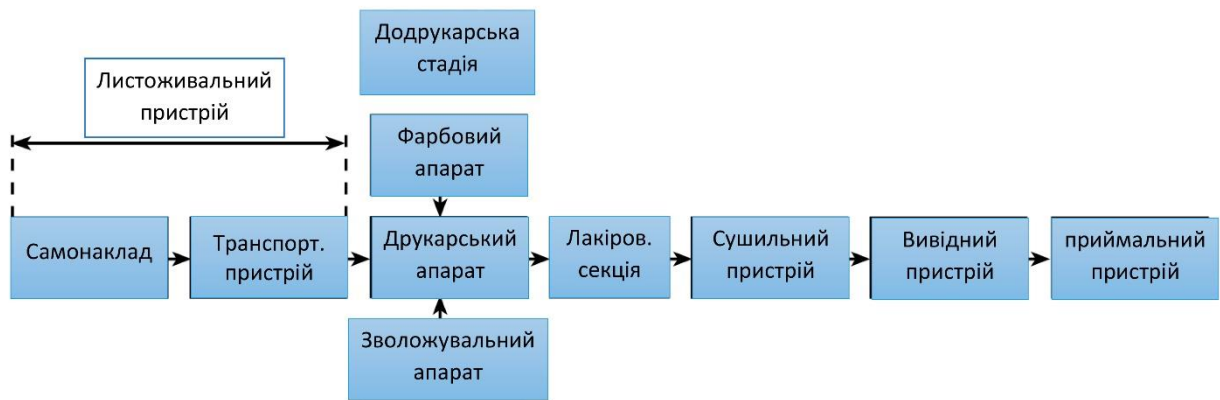 Додрукарська
стадія
Листоживальний
пристрій
Фарбовий
апарат
Самонаклад
Транспорт.
пристрій
Друкарський
апарат
Лакіров.
секція
Сушильний
пристрій
Вивідний
пристрій
приймальний
пристрій
Зволожувальний
апарат